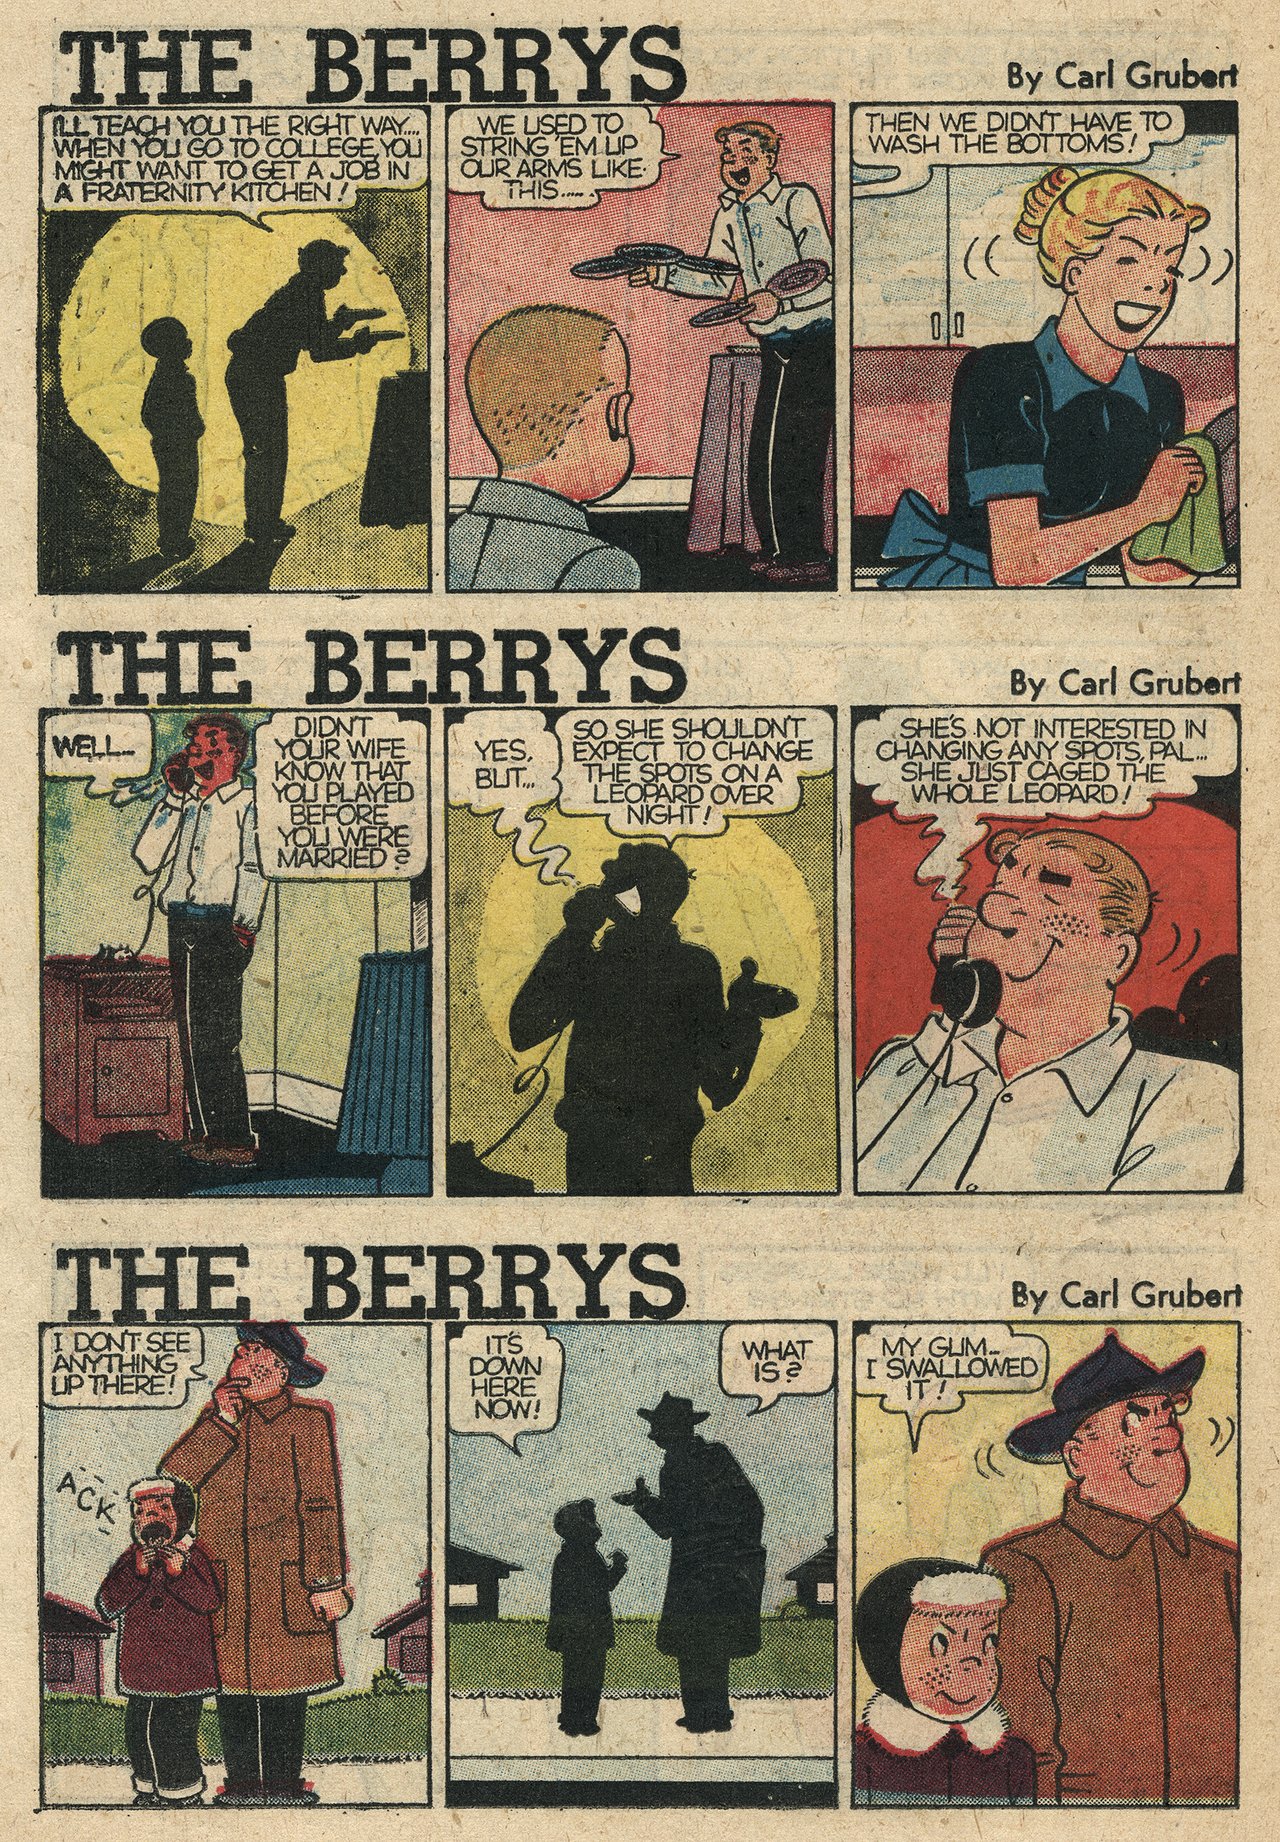 THE BERRYS
By Carl Grubert
I'LL TEACH YOU THE RIGHT WAY....
WHEN YOU GO TO COLLEGE, YOU
MIGHT WANT TO GET A JOB IN
A FRATERNITY KITCHEN!
WE USED TO
STRING 'EM UP
OUR ARMS LIKE
THIS.....
THEN WE DIDN'T HAVE TO
WASH THE BOTTOMS!
THE BERRYS
By Carl Grubert
WELL...
DIDN'T
YOUR WIFE
KNOW THAT
YOU PLAYED
BEFORE
YOU WERE
MARRIED?
YES,
BUT...
SO SHE SHOULDN'T
EXPECT TO CHANGE
THE SPOTS ON A
LEOPARD OVER
NIGHT!
SHE'S NOT INTERESTED IN
CHANGING ANY SPOTS, PAL...
SHE JUST CAGED THE
WHOLE LEOPARD!
THE BERRYS
By Carl Grubert
I DON'T SEE
ANYTHING
UP THERE!
ACK
IT'S
DOWN
HERE
NOW!
WHAT
IS?
MY GUM...
I SWALLOWED
IT!